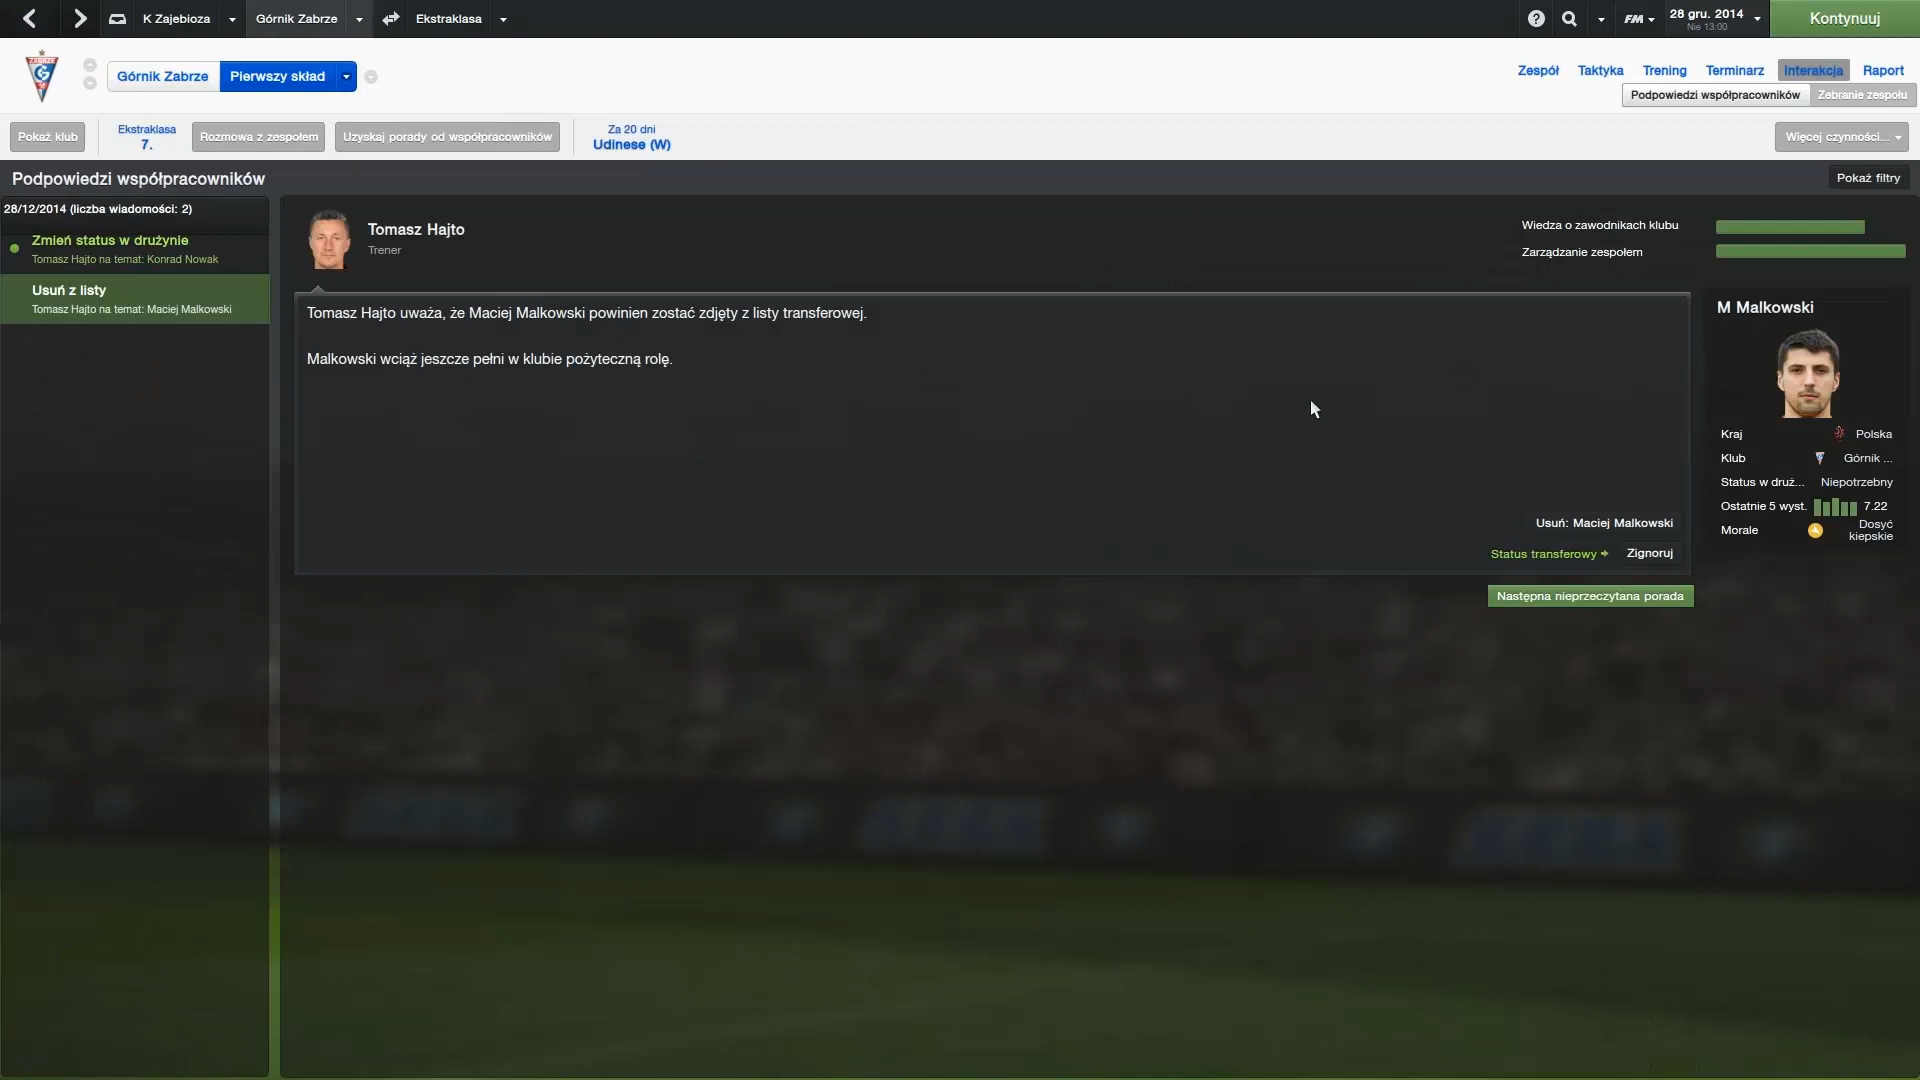 K Zajebioza
Górnik Zabrze
Ekstraklasa
FM
28 gru. 2014
Nie 13:00
Kontynuuj
Górnik Zabrze
Pierwszy skład
Zespół
Taktyka
Trening
Terminarz
Interakcja
Raport
Podpowiedzi współpracowników
Zebranie zespołu
Pokaż klub
Ekstraklasa
7.
Rozmowa z zespołem
Uzyskaj porady od współpracowników
Za 20 dni
Udinese (W)
Więcej czynności...
Podpowiedzi współpracowników
Pokaż filtry
28/12/2014 (liczba wiadomości: 2)
Zmień status w drużynie
Tomasz Hajto na temat: Konrad Nowak
Usuń z listy
Tomasz Hajto na temat: Maciej Malkowski
Tomasz Hajto
Trener
Wiedza o zawodnikach klubu
Zarządzanie zespołem
Tomasz Hajto uważa, że Maciej Malkowski powinien zostać zdjęty z listy transferowej.
Malkowski wciąż jeszcze pełni w klubie pożyteczną rolę.
Usuń: Maciej Malkowski
Status transferowy
Zignoruj
Następna nieprzeczytana porada
M Malkowski
Kraj Polska
Klub Górnik ...
Status w druż... Niepotrzebny
Ostatnie 5 wyst. 7.22
Morale Dosyć
kiepskie